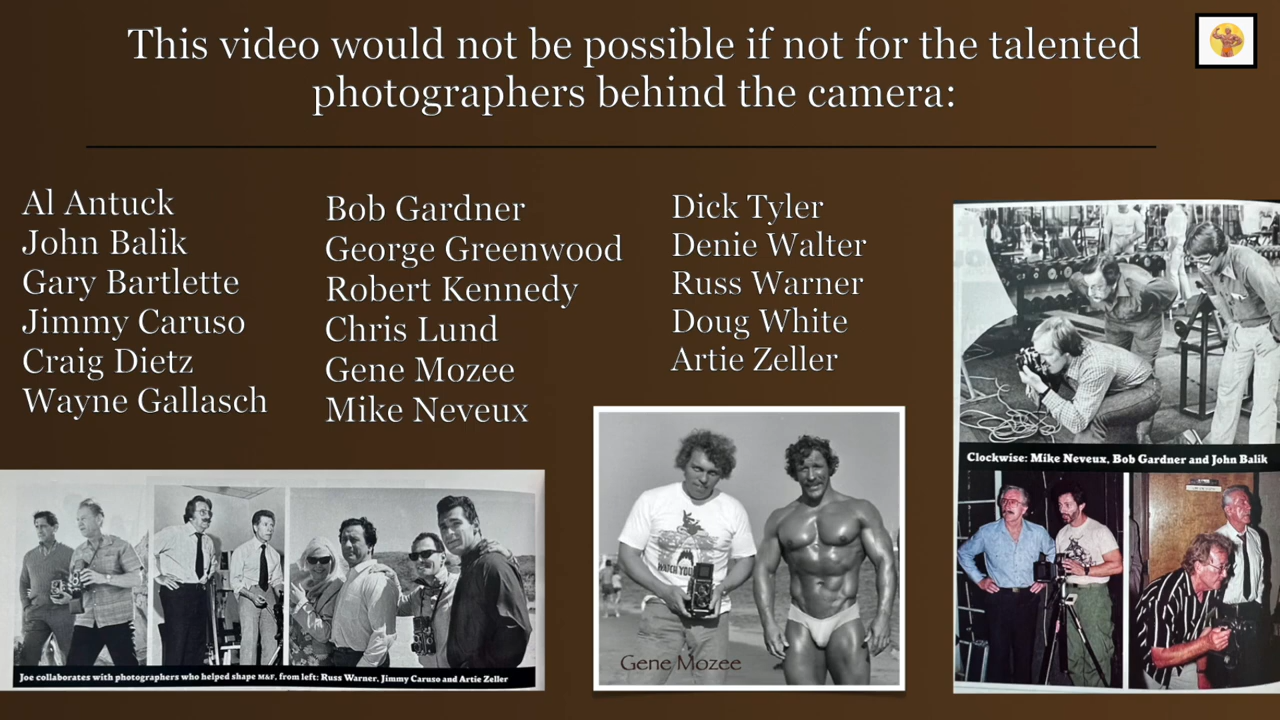 This video would not be possible if not for the talented
photographers behind the camera:
Al Antuck
John Balik
Gary Bartlette
Jimmy Caruso
Craig Dietz
Wayne Gallasch
Bob Gardner
George Greenwood
Robert Kennedy
Chris Lund
Gene Mozee
Mike Neveux
Dick Tyler
Denie Walter
Russ Warner
Doug White
Artie Zeller
Clockwise: Mike Neveux, Bob Gardner and John Balik
WATCH YOU
Gene Mozee
Joe collaborates with photographers who helped shape M&F, from left: Russ Warner, Jimmy Caruso and Artie Zeller